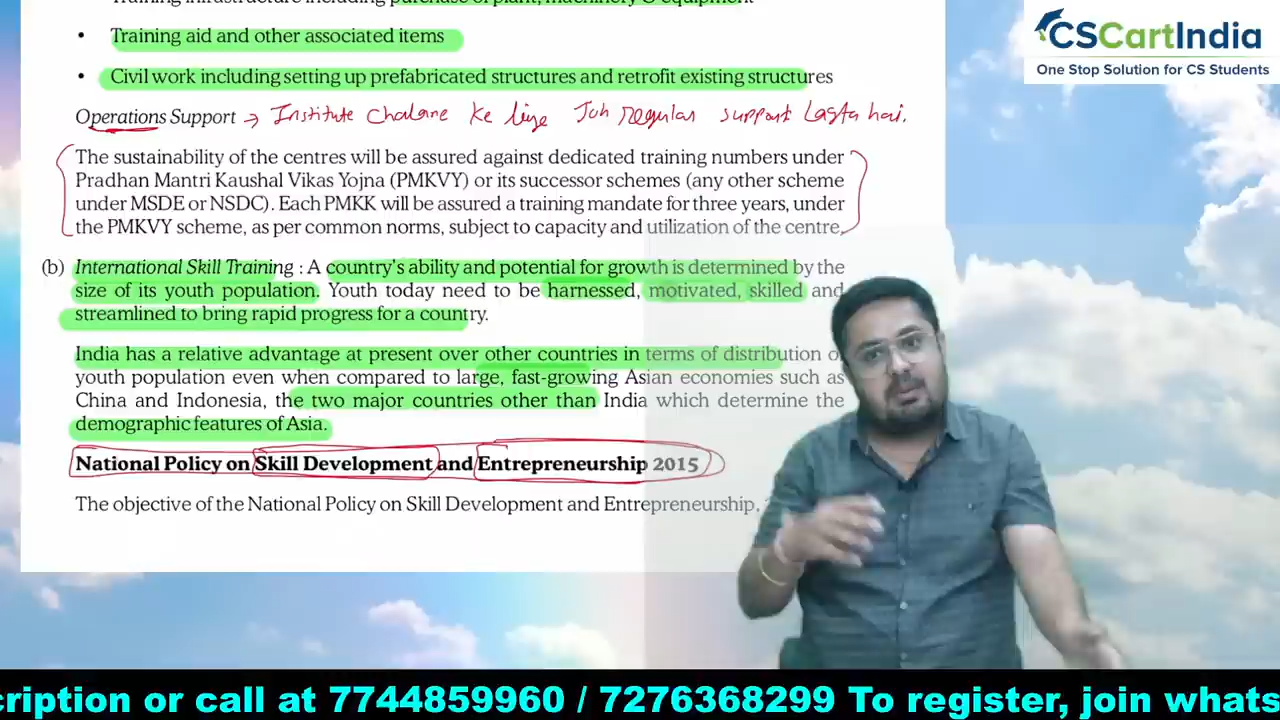 Training infrastructure including purchase of plant, machinery & equipment
• Training aid and other associated items
• Civil work including setting up prefabricated structures and retrofit existing structures
Operations Support → Institute chalane ke liye Joh regular support Lagta hai.
The sustainability of the centres will be assured against dedicated training numbers under
Pradhan Mantri Kaushal Vikas Yojna (PMKVY) or its successor schemes (any other scheme
under MSDE or NSDC). Each PMKK will be assured a training mandate for three years, under
the PMKVY scheme, as per common norms, subject to capacity and utilization of the centre.
(b) International Skill Training : A country's ability and potential for growth is determined by the
size of its youth population. Youth today need to be harnessed, motivated, skilled and
streamlined to bring rapid progress for a country.
India has a relative advantage at present over other countries in terms of distribution o
youth population even when compared to large, fast-growing Asian economies such as
China and Indonesia, the two major countries other than India which determine the
demographic features of Asia.
National Policy on Skill Development and Entrepreneurship 2015
The objective of the National Policy on Skill Development and Entrepreneurship,
CSCartIndia
One Stop Solution for CS Students
cription or call at 7744859960 / 7276368299 To register, join whats